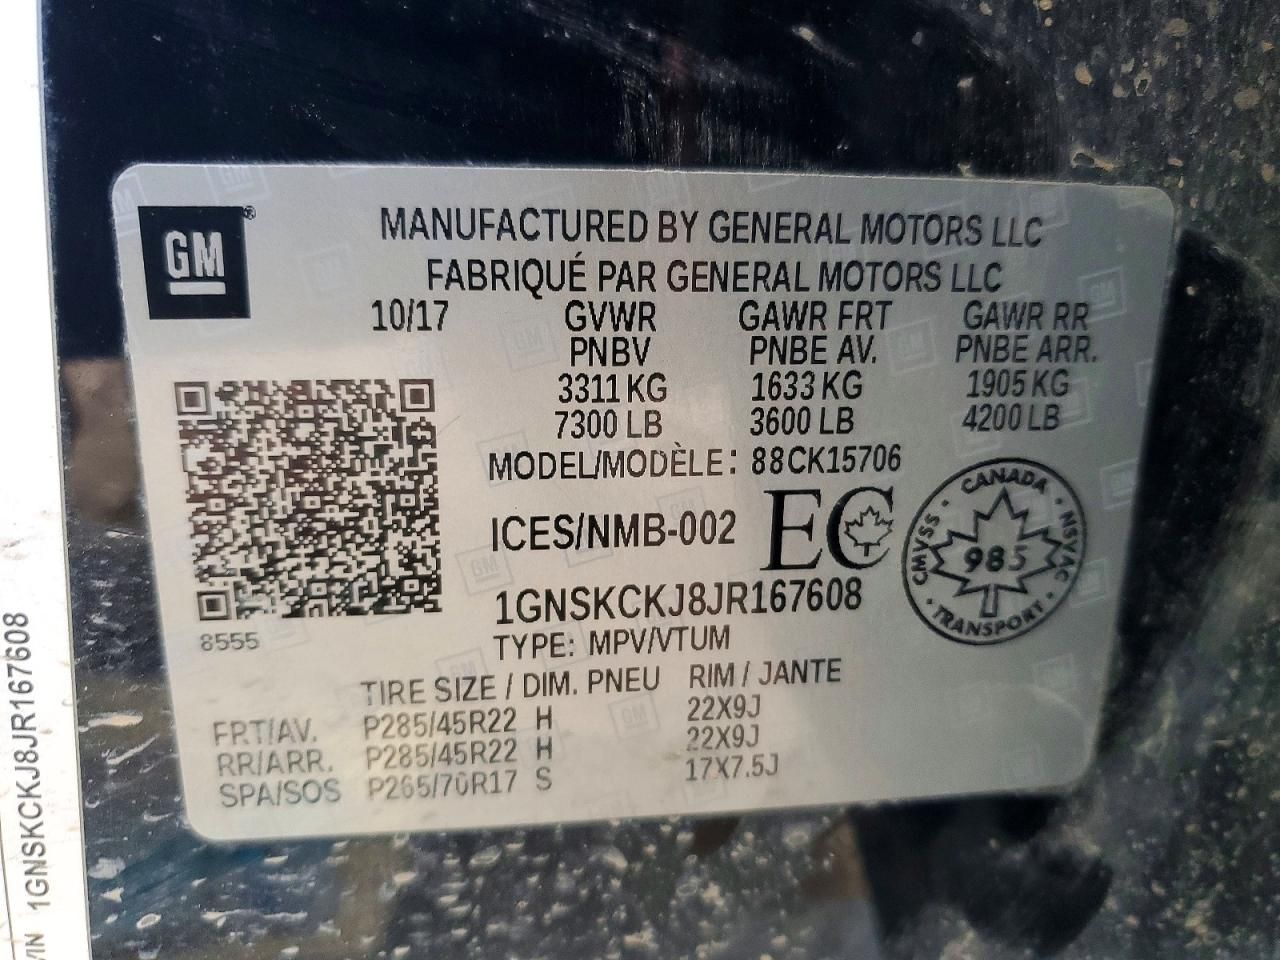 GM®
MANUFACTURED BY GENERAL MOTORS LLC
FABRIQUÉ PAR GENERAL MOTORS LLC
10/17 GVWR GAWR FRT GAWR RR
PNBV PNBE AV. PNBE ARR.
3311 KG 1633 KG 1905 KG
7300 LB 3600 LB 4200 LB
MODEL/MODÈLE: 88CK15706
ICES/NMB-002 EC
CANADA
CMVSS · NSVAC
985
TRANSPORT
1GNSKCKJ8JR167608
8555
TYPE: MPV/VTUM
TIRE SIZE / DIM. PNEU RIM / JANTE
FRT/AV. P285/45R22 H 22X9J
RR/ARR. P285/45R22 H 22X9J
SPA/SOS P265/70R17 S 17X7.5J
VIN 1GNSKCKJ8JR167608